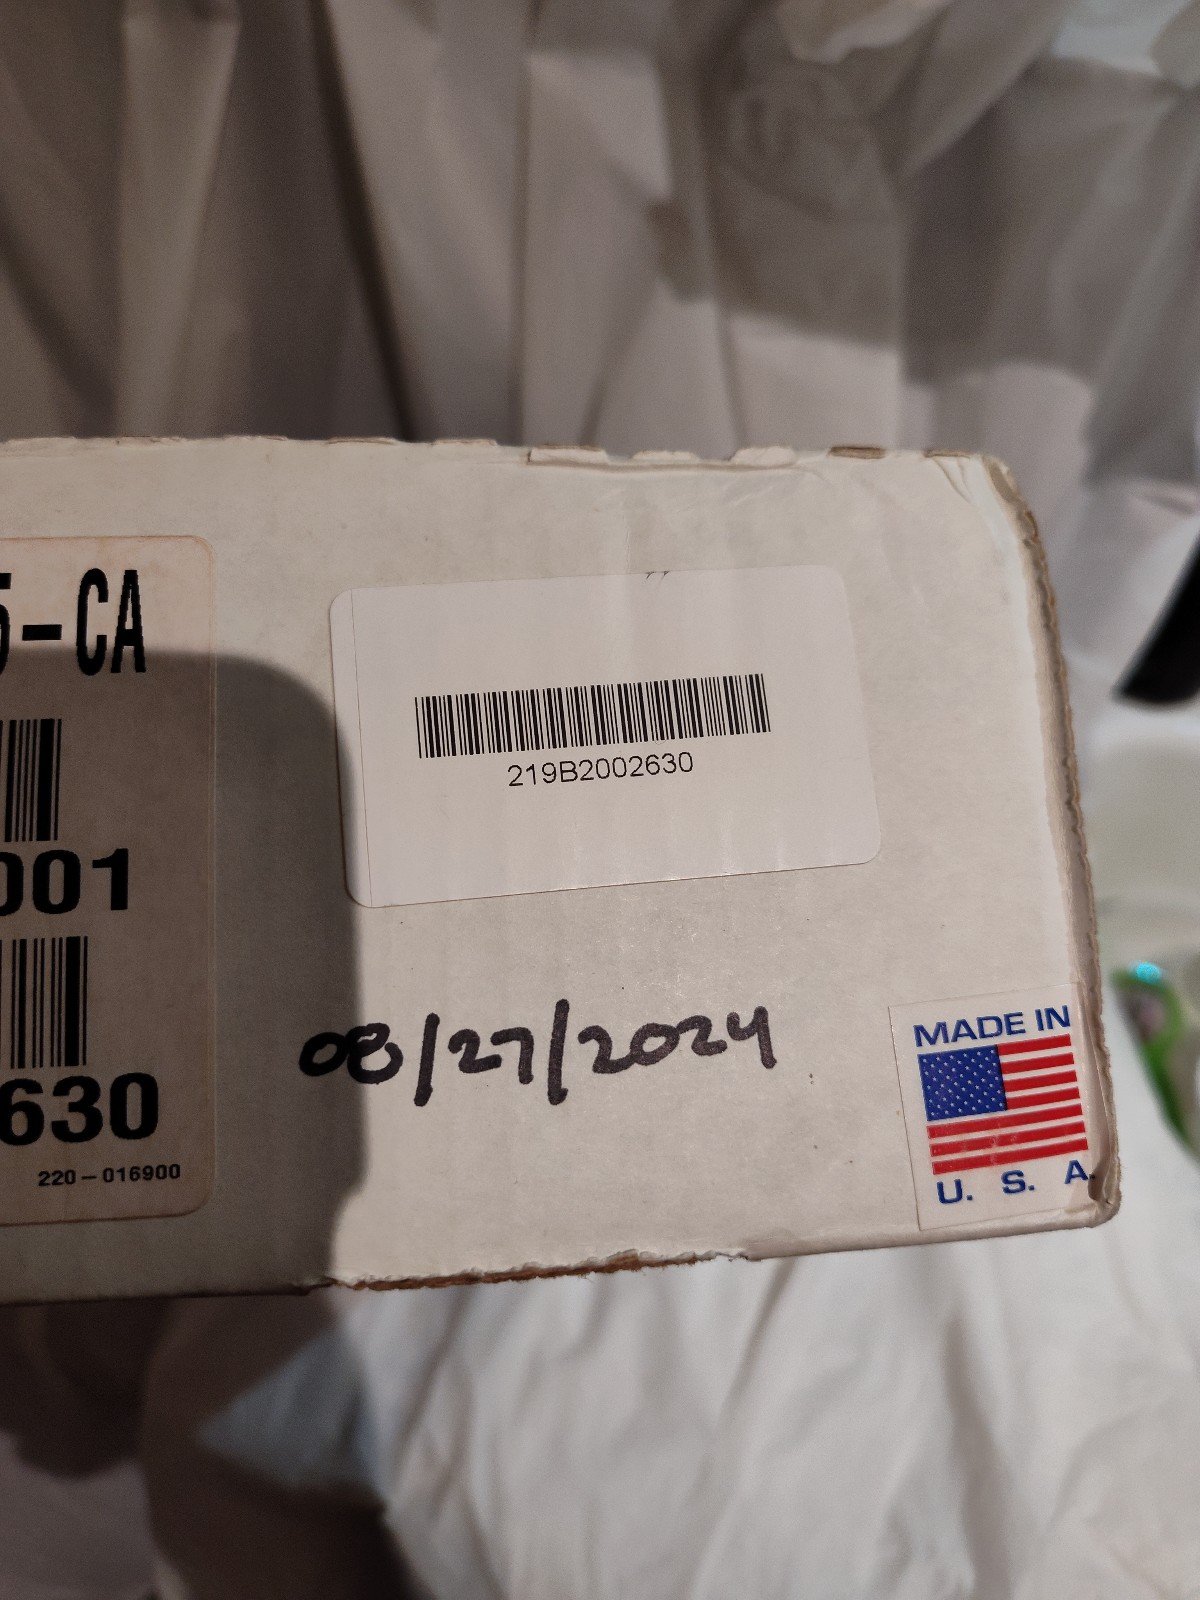 5-CA
001
630
220-016900
219B2002630
08/27/2024
MADE IN
U. S. A.